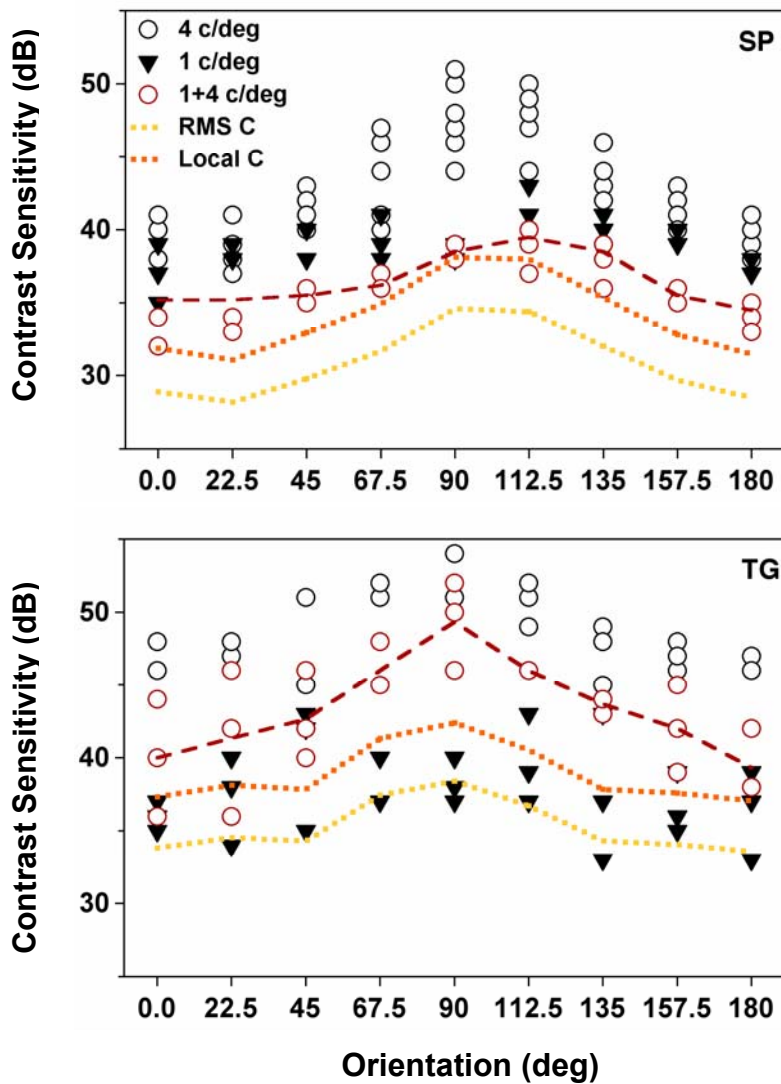 4 c/deg
1 c/deg
1+4 c/deg
RMS C
Local C
SP
Contrast Sensitivity (dB)
50
40
30
0.0 22.5 45 67.5 90 112.5 135 157.5 180
TG
Contrast Sensitivity (dB)
50
40
30
0.0 22.5 45 67.5 90 112.5 135 157.5 180
Orientation (deg)